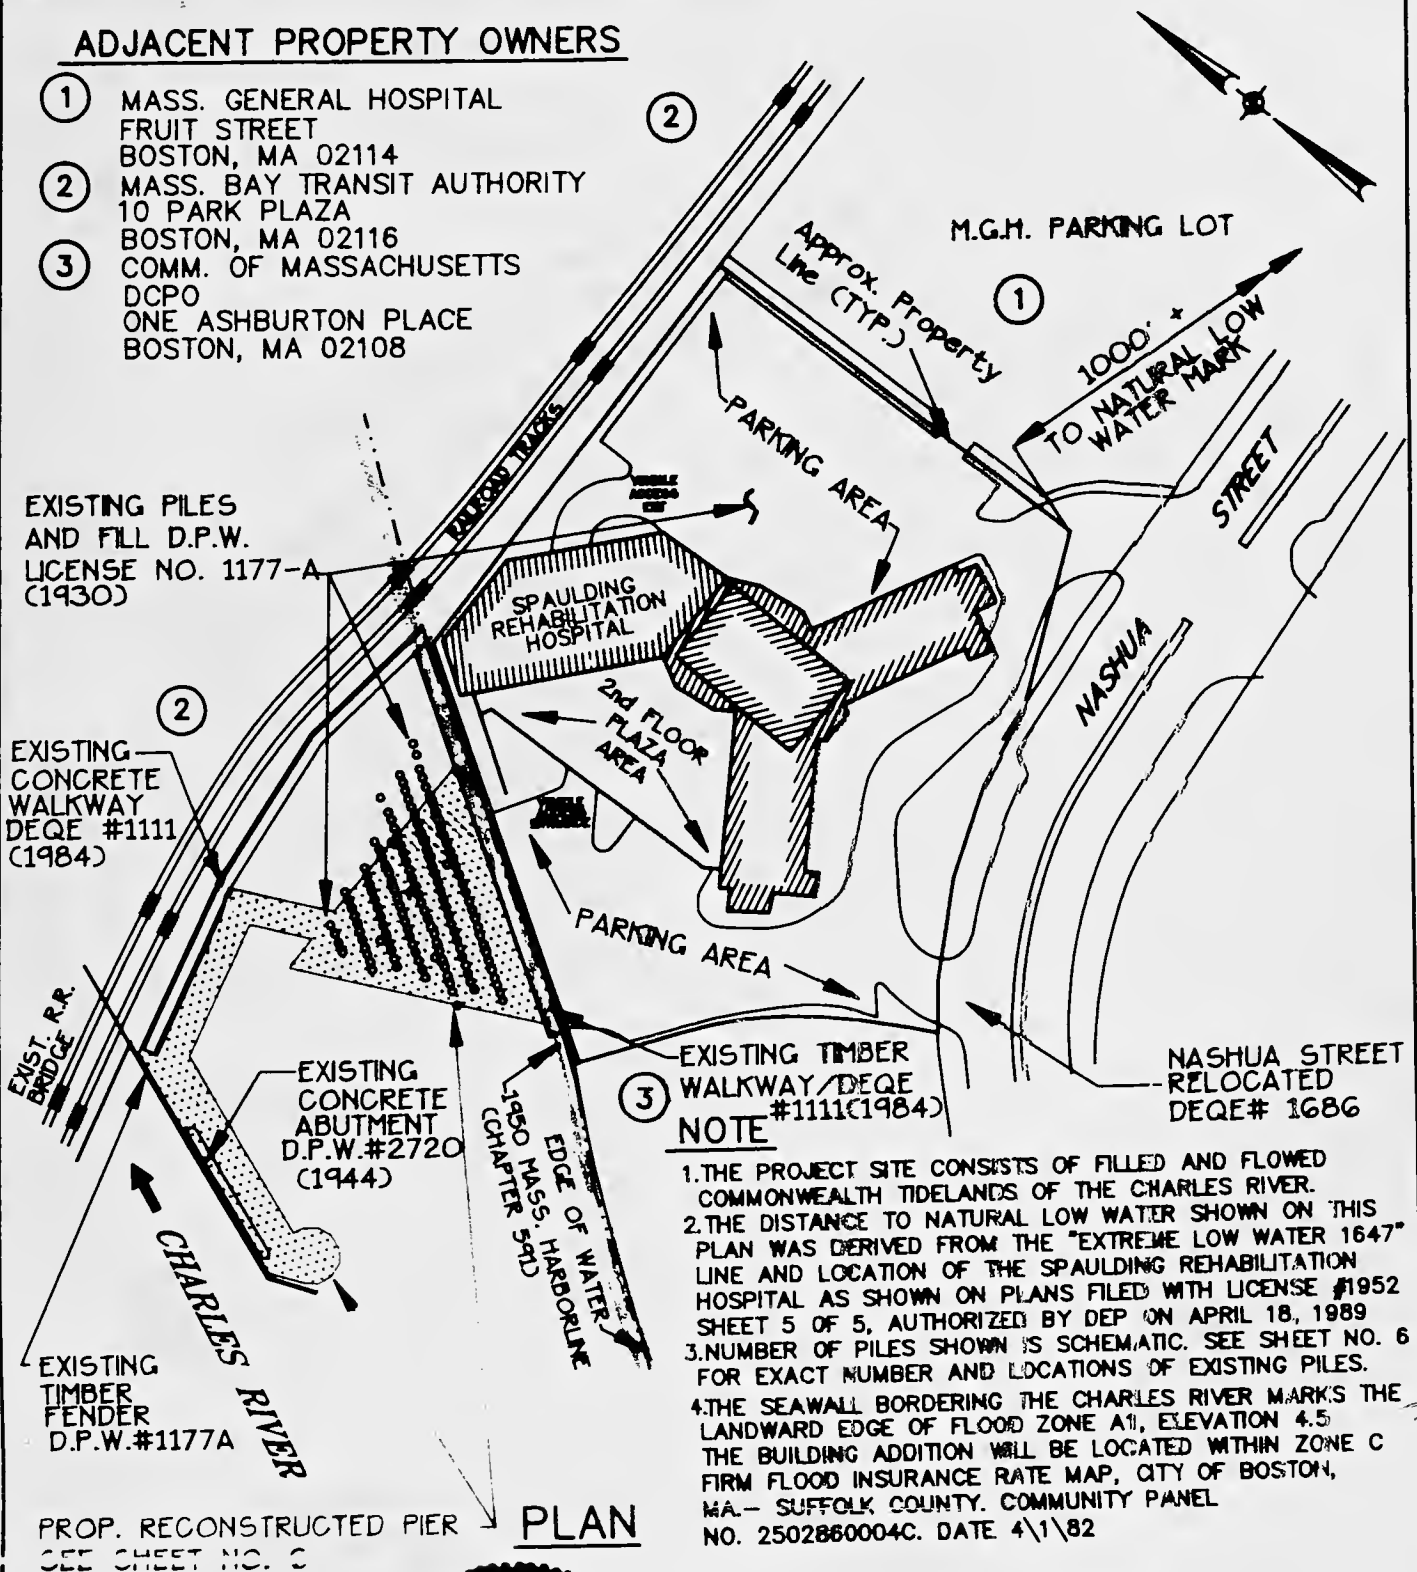 ADJACENT PROPERTY OWNERS
1 MASS. GENERAL HOSPITAL
FRUIT STREET
BOSTON, MA 02114
2 MASS. BAY TRANSIT AUTHORITY
10 PARK PLAZA
BOSTON, MA 02116
3 COMM. OF MASSACHUSETTS
DCPO
ONE ASHBURTON PLACE
BOSTON, MA 02108
2
M.G.H. PARKING LOT
1
Approx. Property
Line (TYP.)
1000' +
TO NATURAL LOW
WATER MARK
PARKING AREA
RAILROAD TRACKS
STREET
NASHUA
EXISTING PILES
AND FILL D.P.W.
LICENSE NO. 1177-A
(1930)
ACCESS
SPAULDING
REHABILITATION
HOSPITAL
2nd FLOOR
PLAZA
AREA
2
EXISTING
CONCRETE
WALKWAY
DEQE #1111
(1984)
PARKING AREA
EXIST. R.R.
BRIDGE
EXISTING
CONCRETE
ABUTMENT
D.P.W.#2720
(1944)
EXISTING TIMBER
WALKWAY/DEQE
#1111(1984)
3
NASHUA STREET
RELOCATED
DEQE# 1686
1950 MASS. HARBORLINE
(CHAPTER 591)
EDGE OF WATER
CHARLES RIVER
EXISTING
TIMBER
FENDER
D.P.W.#1177A
NOTE
1.THE PROJECT SITE CONSISTS OF FILLED AND FLOWED
COMMONWEALTH TIDELANDS OF THE CHARLES RIVER.
2.THE DISTANCE TO NATURAL LOW WATER SHOWN ON THIS
PLAN WAS DERIVED FROM THE "EXTREME LOW WATER 1647"
LINE AND LOCATION OF THE SPAULDING REHABILITATION
HOSPITAL AS SHOWN ON PLANS FILED WITH LICENSE #1952
SHEET 5 OF 5, AUTHORIZED BY DEP ON APRIL 18, 1989
3.NUMBER OF PILES SHOWN IS SCHEMATIC. SEE SHEET NO. 6
FOR EXACT NUMBER AND LOCATIONS OF EXISTING PILES.
4.THE SEAWALL BORDERING THE CHARLES RIVER MARKS THE
LANDWARD EDGE OF FLOOD ZONE A11, ELEVATION 4.5
THE BUILDING ADDITION WILL BE LOCATED WITHIN ZONE C
FIRM FLOOD INSURANCE RATE MAP, CITY OF BOSTON,
MA.- SUFFOLK COUNTY. COMMUNITY PANEL
NO. 2502860004C. DATE 4\1\82
PROP. RECONSTRUCTED PIER
SEE SHEET NO.
PLAN